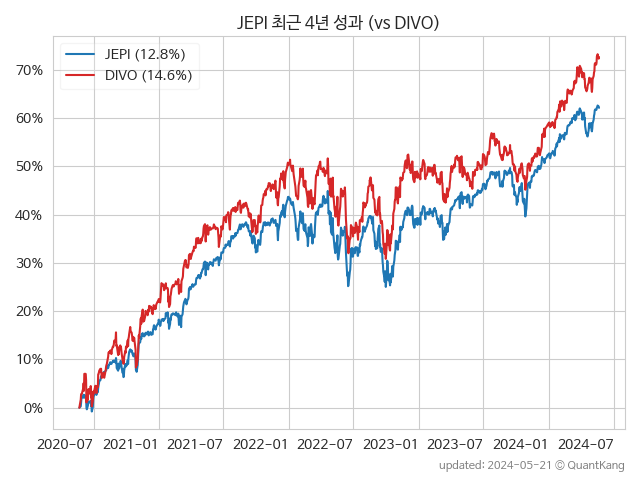 JEPI 최근 4년 성과 (vs DIVO)
JEPI (12.8%)
DIVO (14.6%)
70%
60%
50%
40%
30%
20%
10%
0%
2020-07 2021-01 2021-07 2022-01 2022-07 2023-01 2023-07 2024-01 2024-07
updated: 2024-05-21 © QuantKang